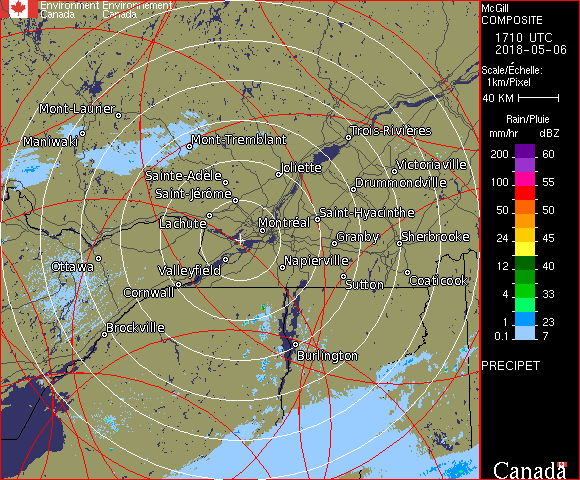 Environment Environnement
Canada Canada
McGill
COMPOSITE
1710 UTC
2018-05-06
Scale/Échelle:
1km/Pixel
40 KM
Rain/Pluie
mm/hr dBZ
200 60
100 55
50 50
24 45
12 40
4 33
1 23
0.1 7
PRECIPET
Canada
Mont-Laurier
Maniwaki
Mont-Tremblant
Trois-Rivières
Joliette
Victoriaville
Sainte-Adèle
Drummondville
Saint-Jérôme
Lachute
Saint-Hyacinthe
Montréal
Granby
Sherbrooke
Ottawa
Valleyfield
Napierville
Cornwall
Sutton
Coaticook
Brockville
Burlington